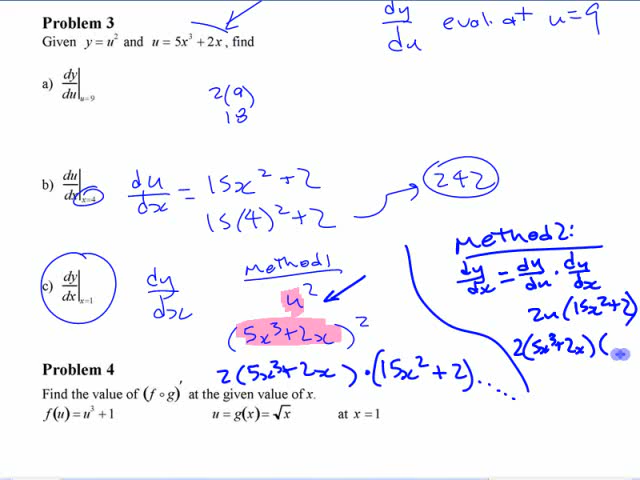 Problem 3
Given y = u² and u = 5x³ + 2x, find
dy/du eval. at u=9
a) dy/du|u=9
2(9)
18
b) du/dx|x=4
du/dx = 15x² + 2
15(4)² + 2
242
c) dy/dx|x=1
dy/dx
Method 1
u²
(5x³+2x)²
2(5x³+2x)·(15x²+2).....
Method 2:
dy/dx = dy/du · dy/dx
2u(15x²+2)
2(5x³+2x)(
Problem 4
Find the value of (f ∘ g)′ at the given value of x.
f(u) = u³ + 1 u = g(x) = √x at x = 1